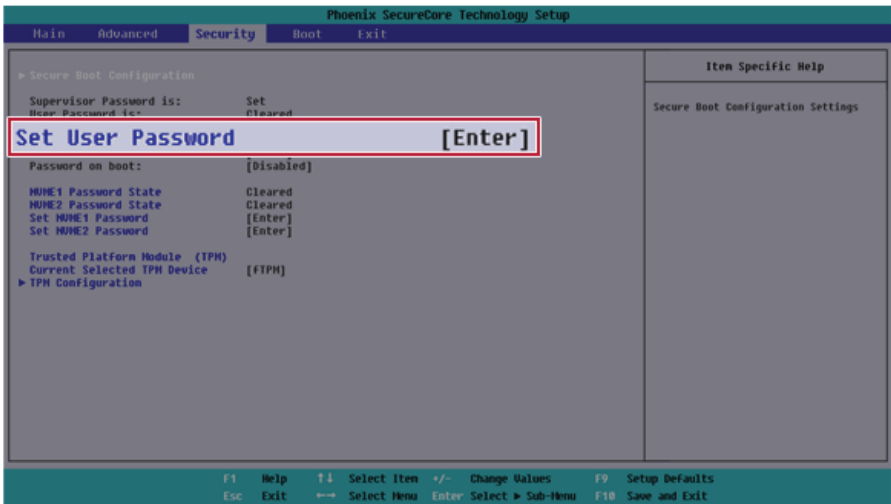 Phoenix SecureCore Technology Setup
Main Advanced Security Boot Exit
▶ Secure Boot Configuration
Item Specific Help
Supervisor Password is: Set
Secure Boot Configuration Settings
User Password is: Cleared
Set User Password [Enter]
Password on boot: [Disabled]
NVME1 Password State Cleared
NVME2 Password State Cleared
Set NVME1 Password [Enter]
Set NVME2 Password [Enter]
Trusted Platform Module (TPM)
Current Selected TPM Device [fTPM]
▶ TPM Configuration
F1 Help ↑↓ Select Item +/- Change Values F9 Setup Defaults
Esc Exit ←→ Select Menu Enter Select ▶ Sub-Menu F10 Save and Exit